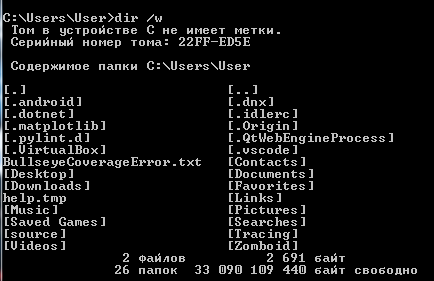 C:\Users\User>dir /w
Том в устройстве C не имеет метки.
Серийный номер тома: 22FF-ED5E
Содержимое папки C:\Users\User
[.] [..]
[.android] [.dnx]
[.dotnet] [.idlerc]
[.matplotlib] [.Origin]
[.pylint.d] [.QtWebEngineProcess]
[.VirtualBox] [.vscode]
BullseyeCoverageError.txt [Contacts]
[Desktop] [Documents]
[Downloads] [Favorites]
help.tmp [Links]
[Music] [Pictures]
[Saved Games] [Searches]
[source] [Tracing]
[Videos] [Zomboid]
2 файлов 2 691 байт
26 папок 33 090 109 440 байт свободно